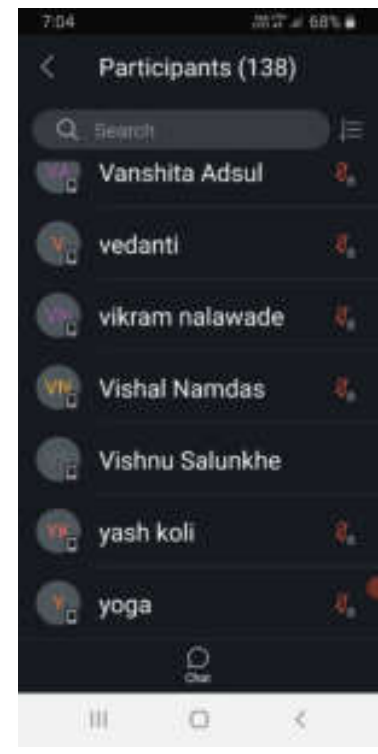 7:04
68%
Participants (138)
Search
Vanshita Adsul
V
vedanti
vikram nalawade
VN
Vishal Namdas
Vishnu Salunkhe
YK
yash koli
Y
yoga
Chat